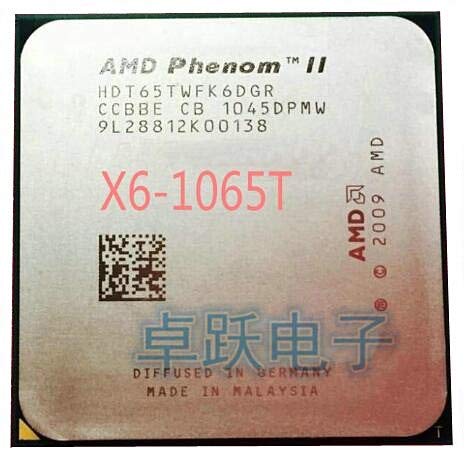 AMD Phenom™ II
HDT65TWFK6DGR
CCBBE CB 1045DPMW
9L28812K00138
X6-1065T
AMD
® © 2009 AMD
卓跃电子
DIFFUSED IN GERMANY
MADE IN MALAYSIA
T